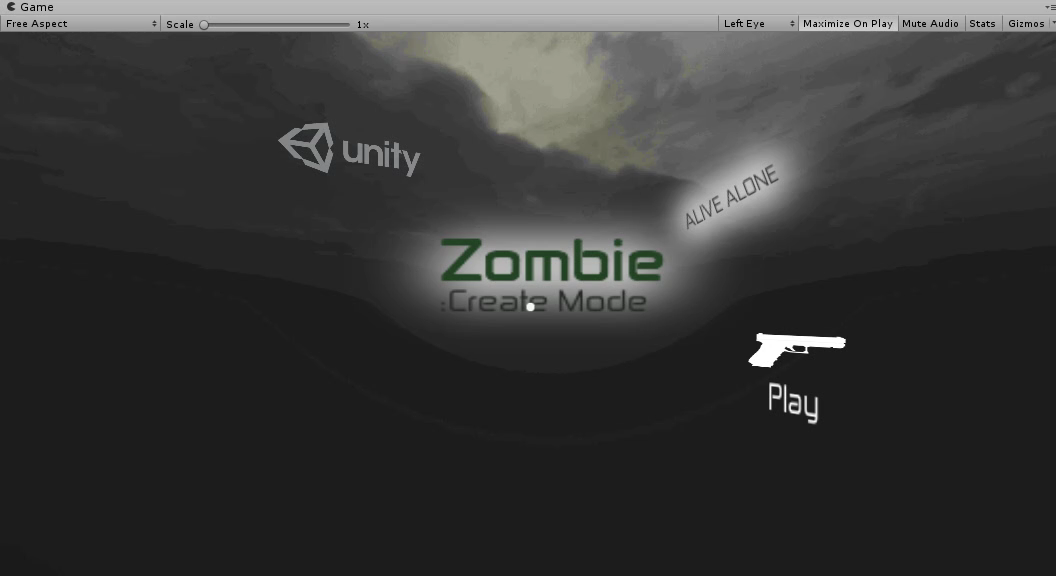 Game
Free Aspect Scale 1x Left Eye Maximize On Play Mute Audio Stats Gizmos
unity
ALIVE ALONE
Zombie
:Create Mode
Play